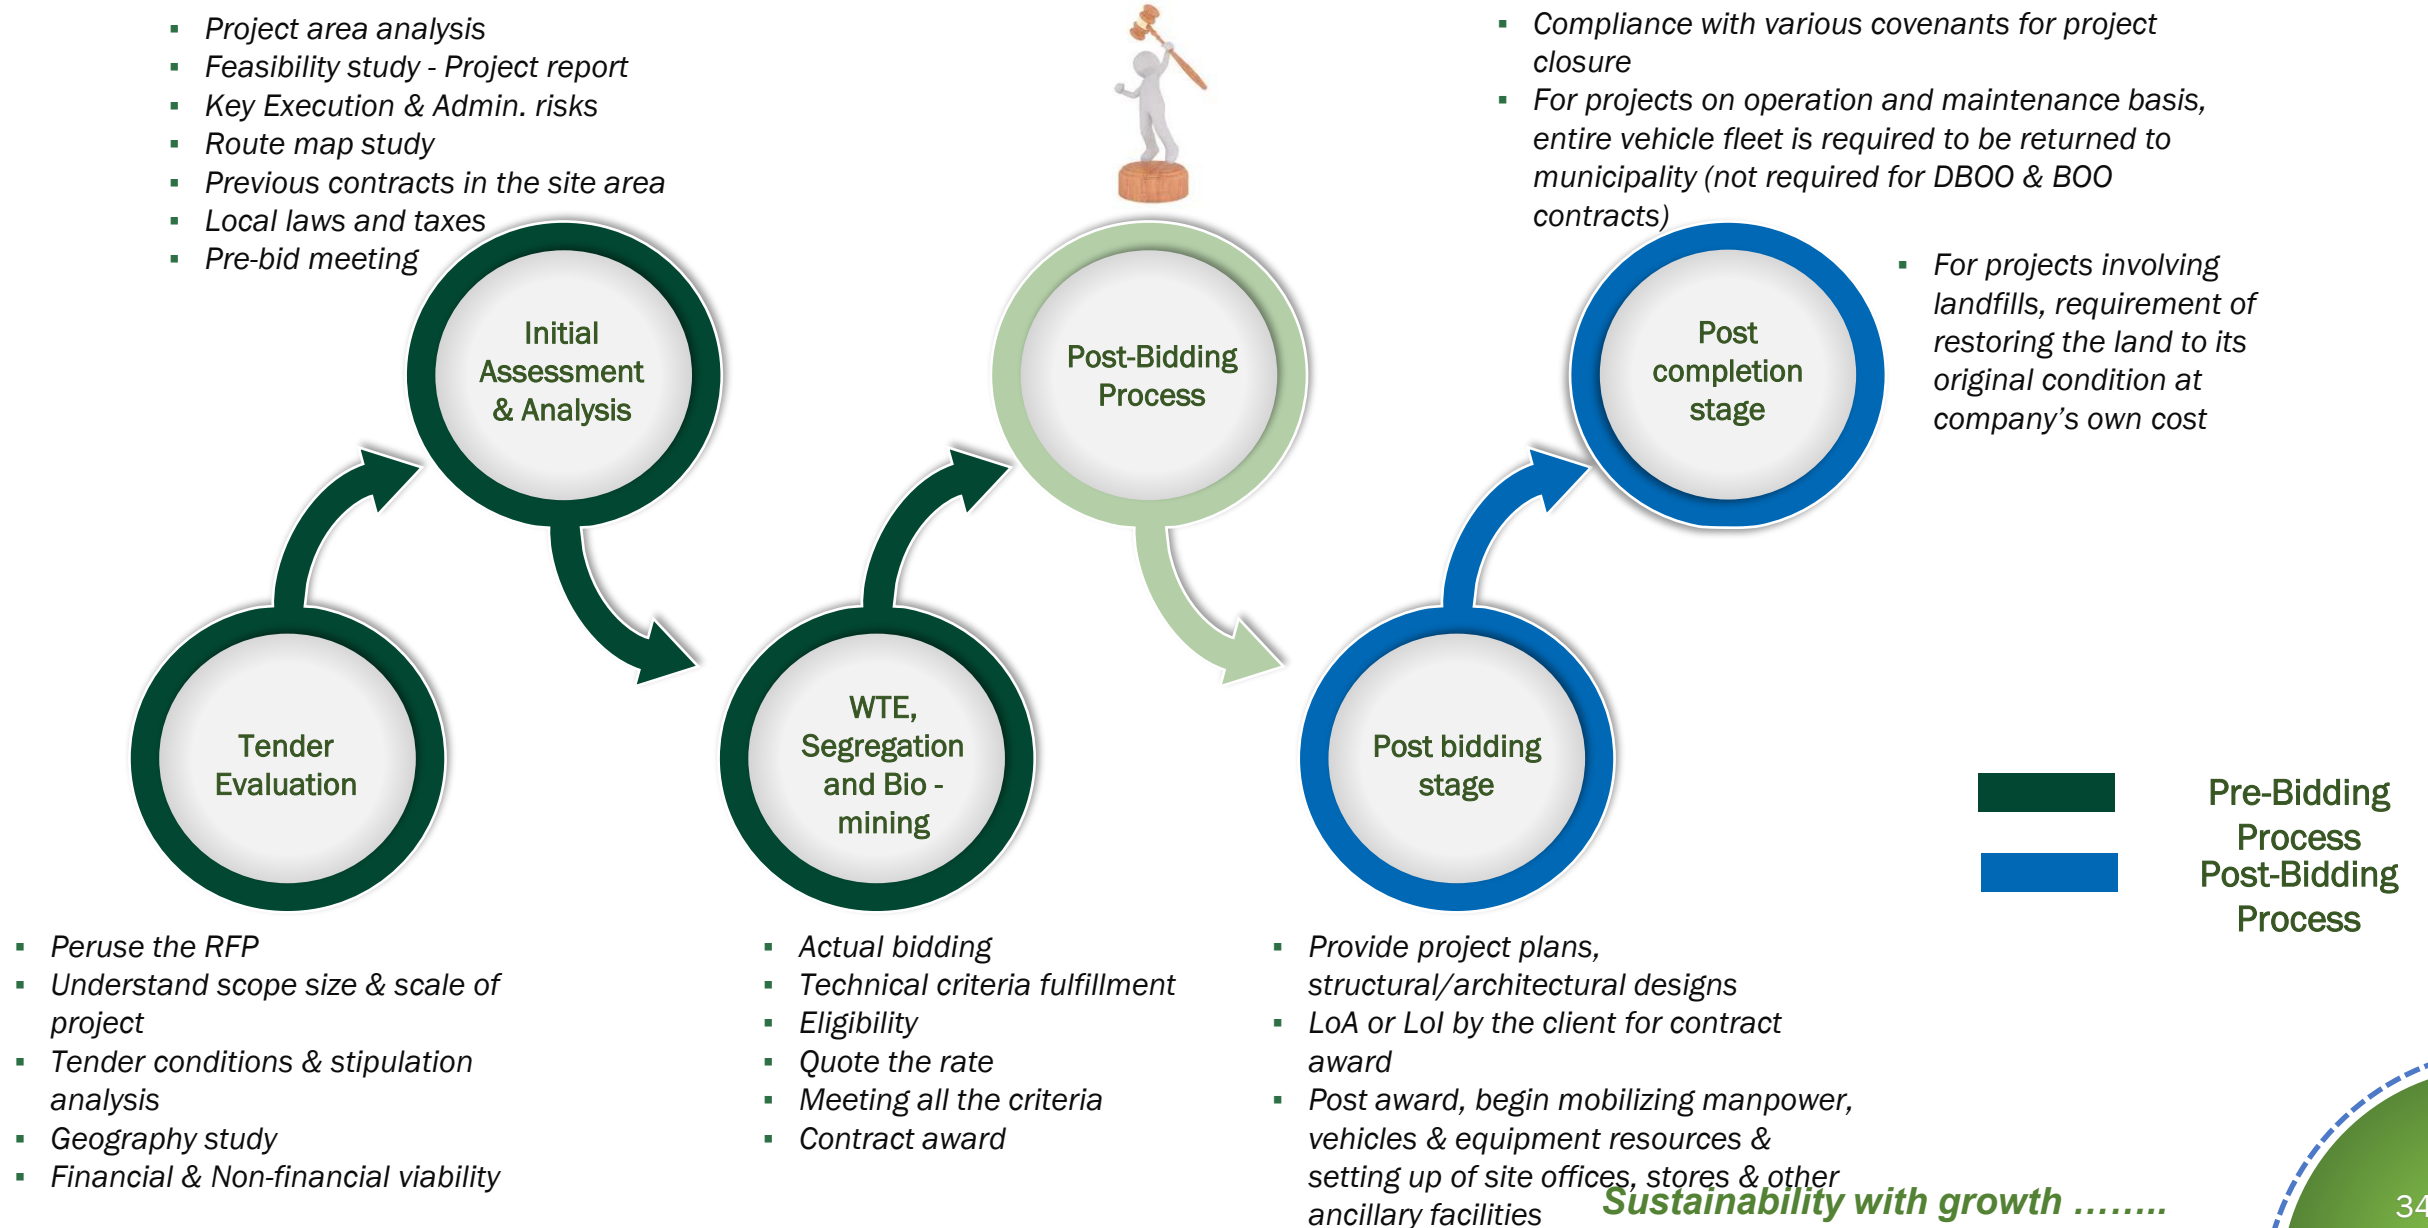 ▪ Project area analysis
▪ Feasibility study - Project report
▪ Key Execution & Admin. risks
▪ Route map study
▪ Previous contracts in the site area
▪ Local laws and taxes
▪ Pre-bid meeting
▪ Compliance with various covenants for project
closure
▪ For projects on operation and maintenance basis,
entire vehicle fleet is required to be returned to
municipality (not required for DBOO & BOO
contracts)
▪ For projects involving
landfills, requirement of
restoring the land to its
original condition at
company's own cost
Initial
Assessment
& Analysis
Post-Bidding
Process
Post
completion
stage
Tender
Evaluation
WTE,
Segregation
and Bio -
mining
Post bidding
stage
Pre-Bidding
Process
Post-Bidding
Process
▪ Peruse the RFP
▪ Understand scope size & scale of
project
▪ Tender conditions & stipulation
analysis
▪ Geography study
▪ Financial & Non-financial viability
▪ Actual bidding
▪ Technical criteria fulfillment
▪ Eligibility
▪ Quote the rate
▪ Meeting all the criteria
▪ Contract award
▪ Provide project plans,
structural/architectural designs
▪ LoA or LoI by the client for contract
award
▪ Post award, begin mobilizing manpower,
vehicles & equipment resources &
setting up of site offices, stores & other
ancillary facilities
Sustainability with growth ........
34